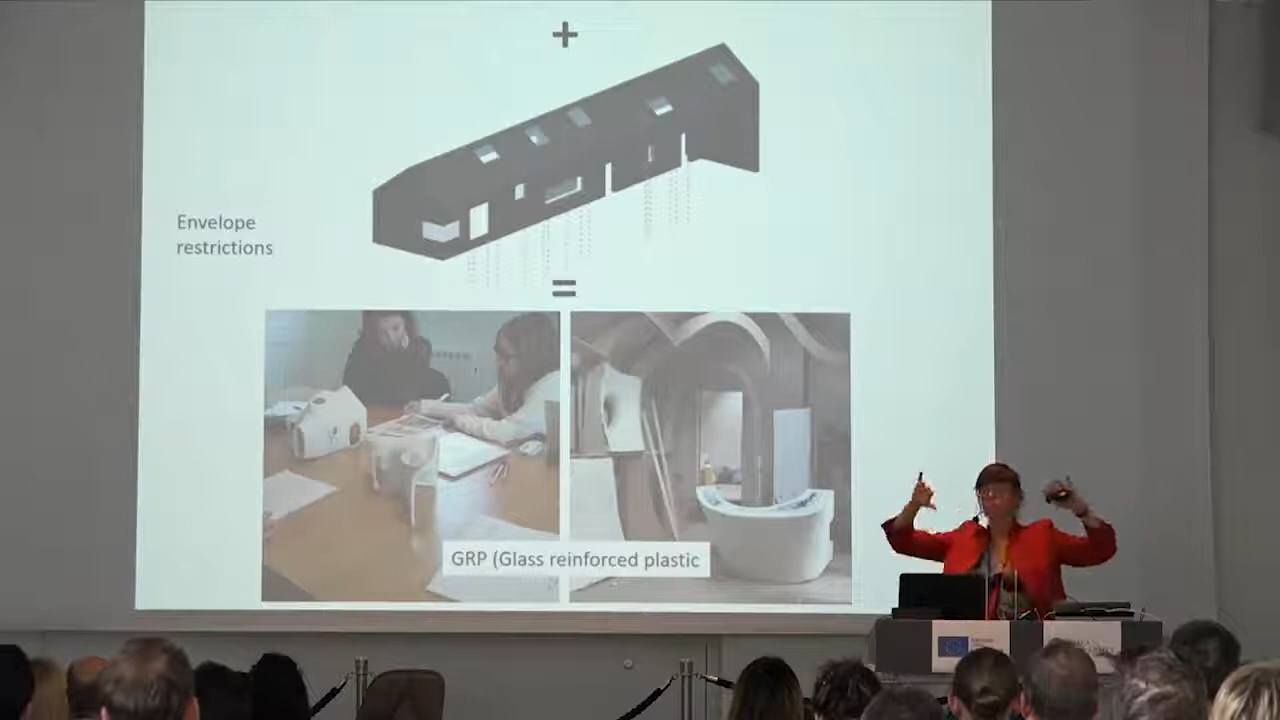 +
Envelope
restrictions
=
GRP (Glass reinforced plastic